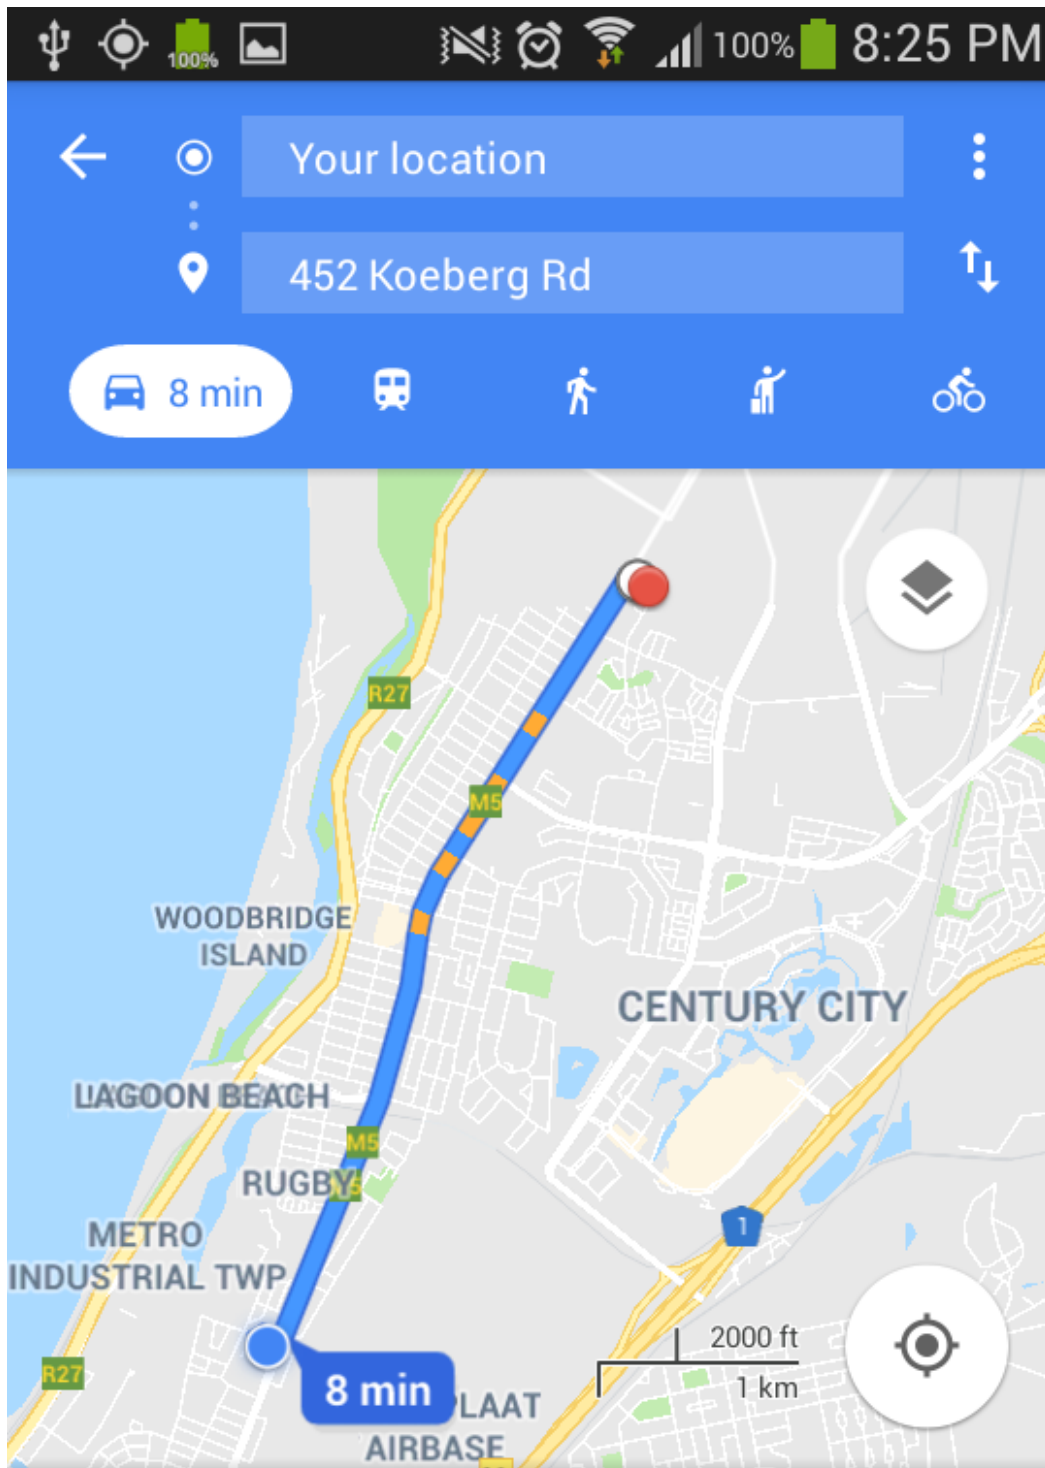 100%
100%
8:25 PM
Your location
452 Koeberg Rd
8 min
R27
M5
WOODBRIDGE
ISLAND
CENTURY CITY
LAGOON BEACH
M5
RUGBY
METRO
INDUSTRIAL TWP
1
2000 ft
1 km
R27
8 min
PLAAT
AIRBASE